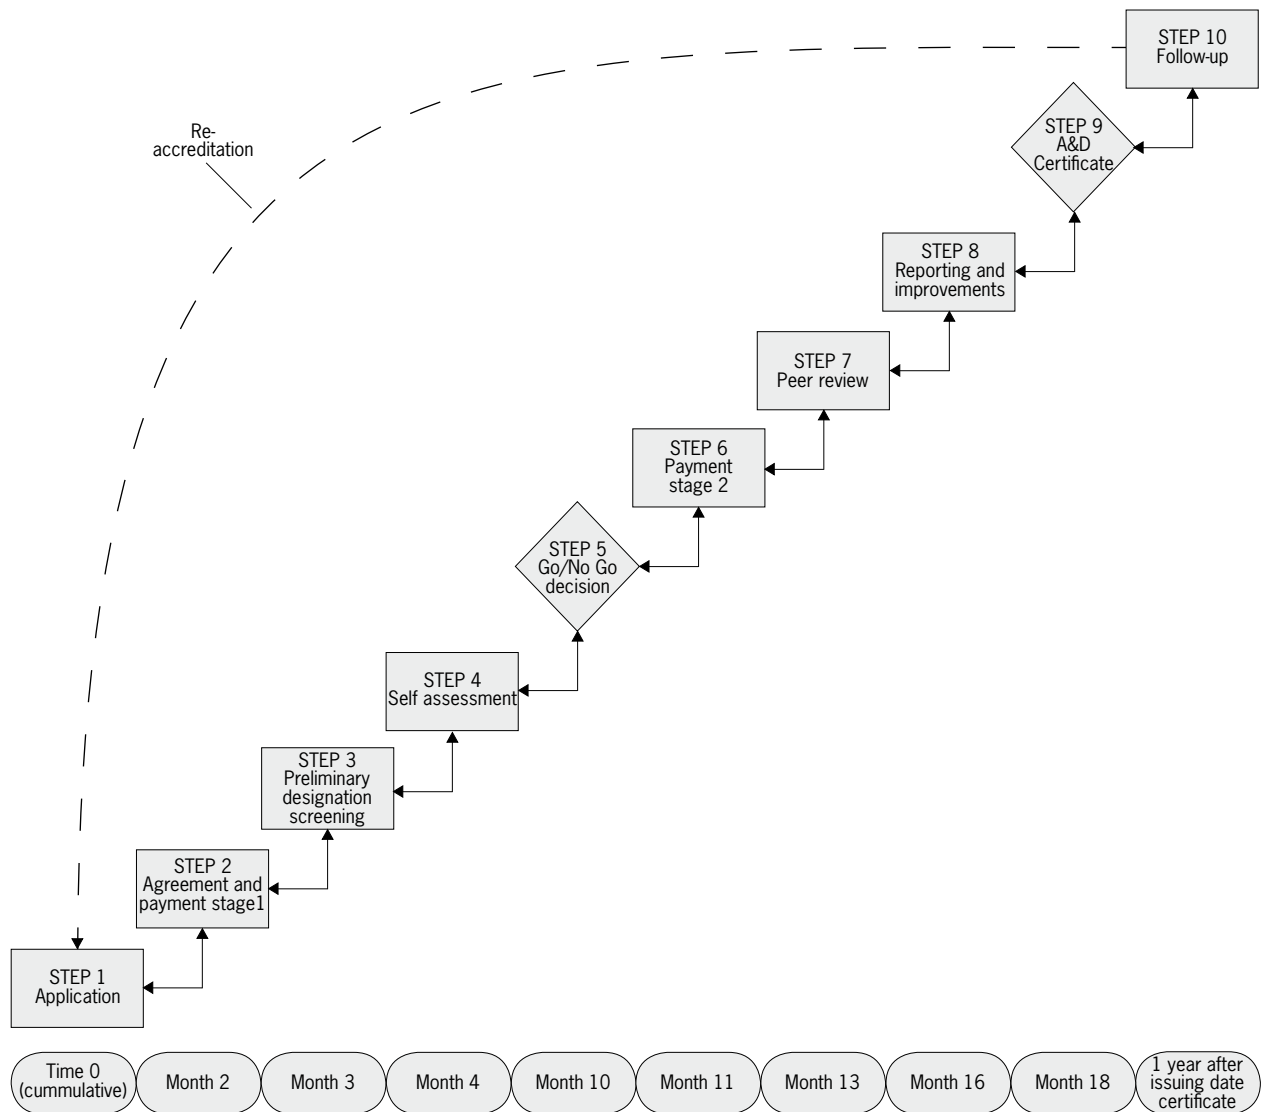 STEP 10
Follow-up
STEP 9
A&D
Certificate
Re-
accreditation
STEP 8
Reporting and
improvements
STEP 7
Peer review
STEP 6
Payment
stage 2
STEP 5
Go/No Go
decision
STEP 4
Self assessment
STEP 3
Preliminary
designation
screening
STEP 2
Agreement and
payment stage1
STEP 1
Application
Time 0
(cummulative)
Month 2
Month 3
Month 4
Month 10
Month 11
Month 13
Month 16
Month 18
1 year after
issuing date
certificate